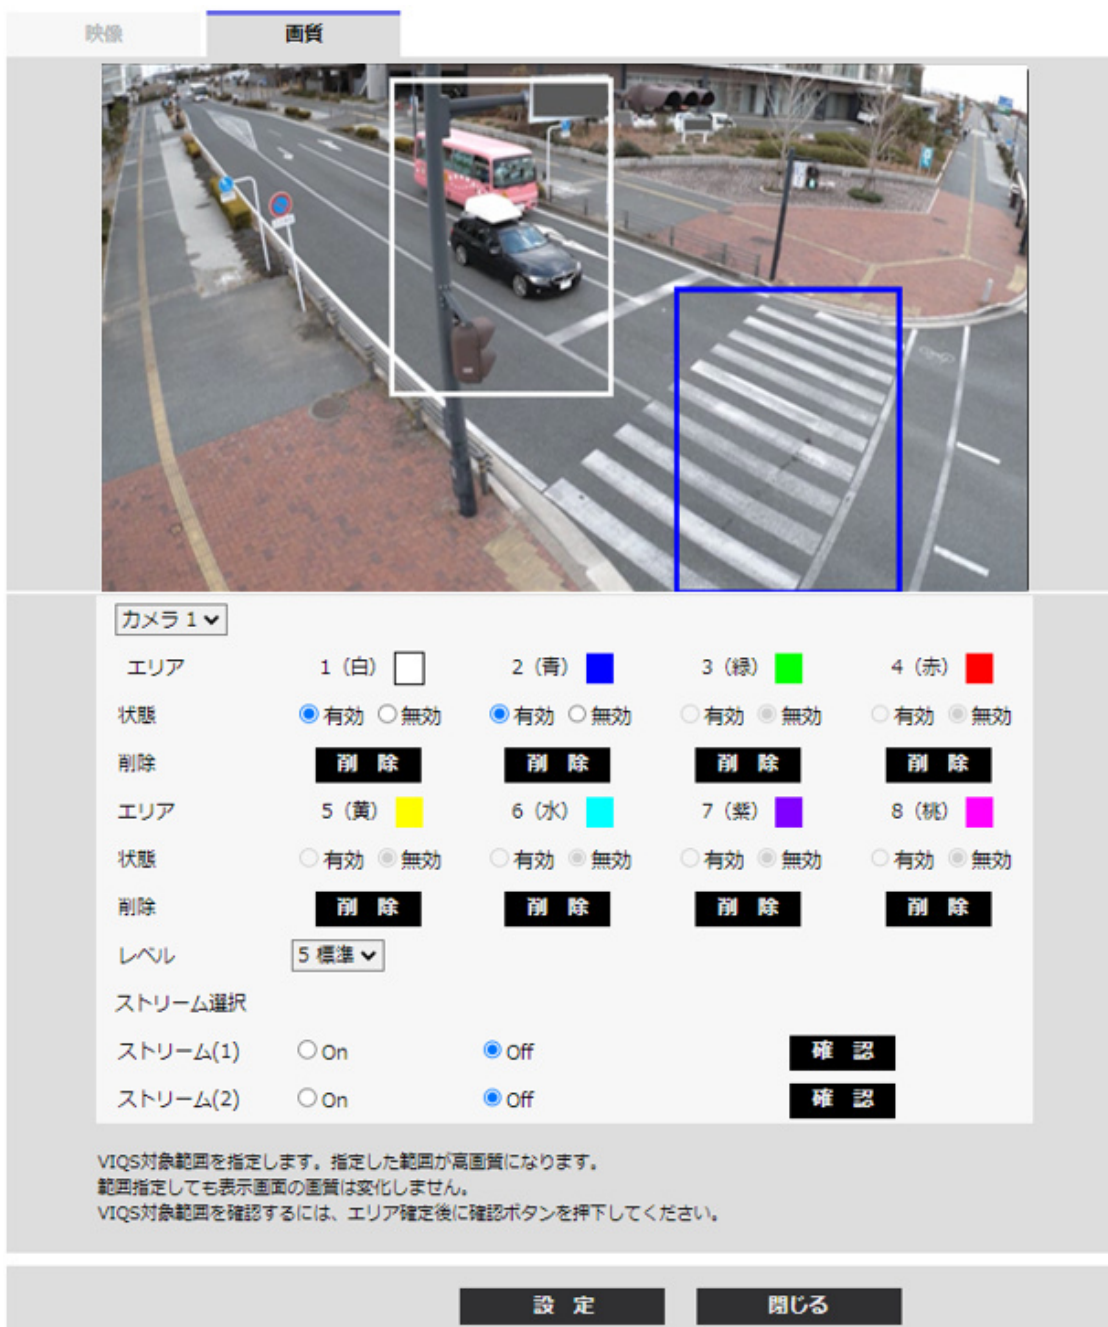 映像 画質
カメラ 1
エリア 1（白） 2（青） 3（緑） 4（赤）
状態 有効 無効 有効 無効 有効 無効 有効 無効
削除 削 除 削 除 削 除 削 除
エリア 5（黄） 6（水） 7（紫） 8（桃）
状態 有効 無効 有効 無効 有効 無効 有効 無効
削除 削 除 削 除 削 除 削 除
レベル 5 標準
ストリーム選択
ストリーム(1) On Off 確 認
ストリーム(2) On Off 確 認
VIQS対象範囲を指定します。指定した範囲が高画質になります。
範囲指定しても表示画面の画質は変化しません。
VIQS対象範囲を確認するには、エリア確定後に確認ボタンを押下してください。
設 定 閉じる